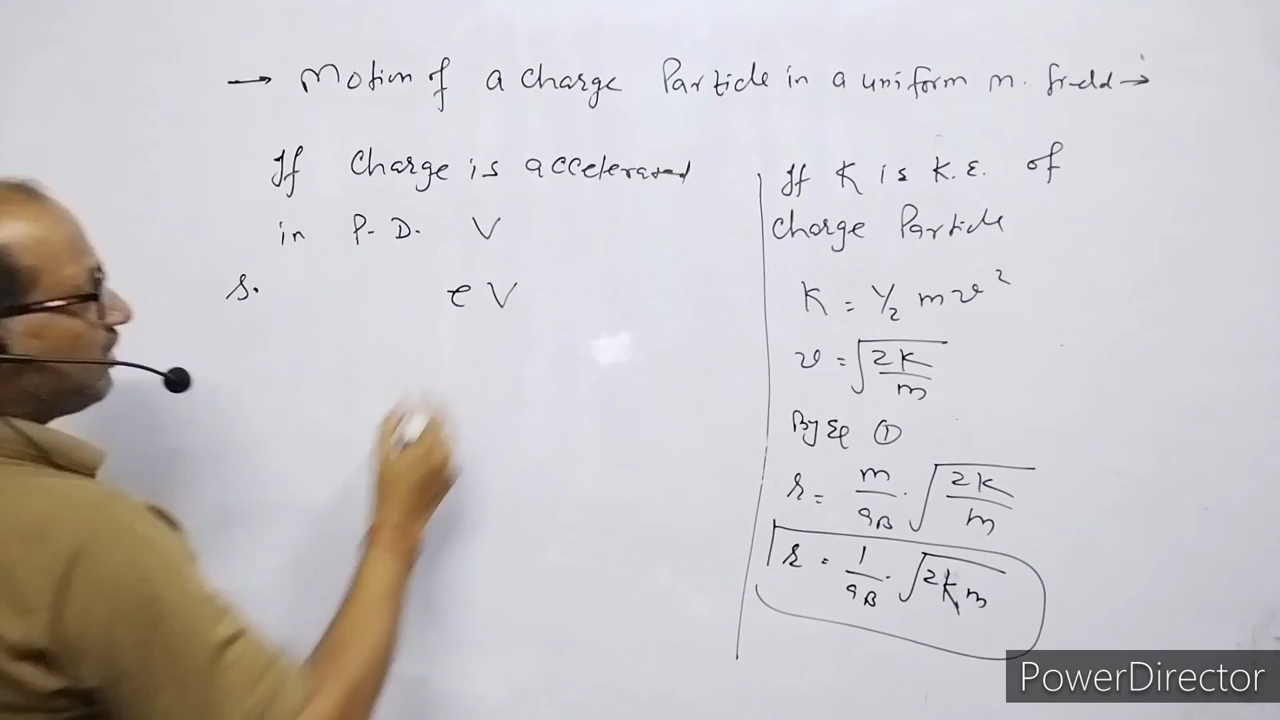 → Motion of a charge Particle in a uniform m. field →
If charge is accelerated
in P.D. V
eV
If K is K.E. of
charge Particle
K = 1/2 mv²
v = √(2K/m)
By Eq ①
r = m/qB · √(2K/m)
r = 1/qB · √(2Km)
PowerDirector